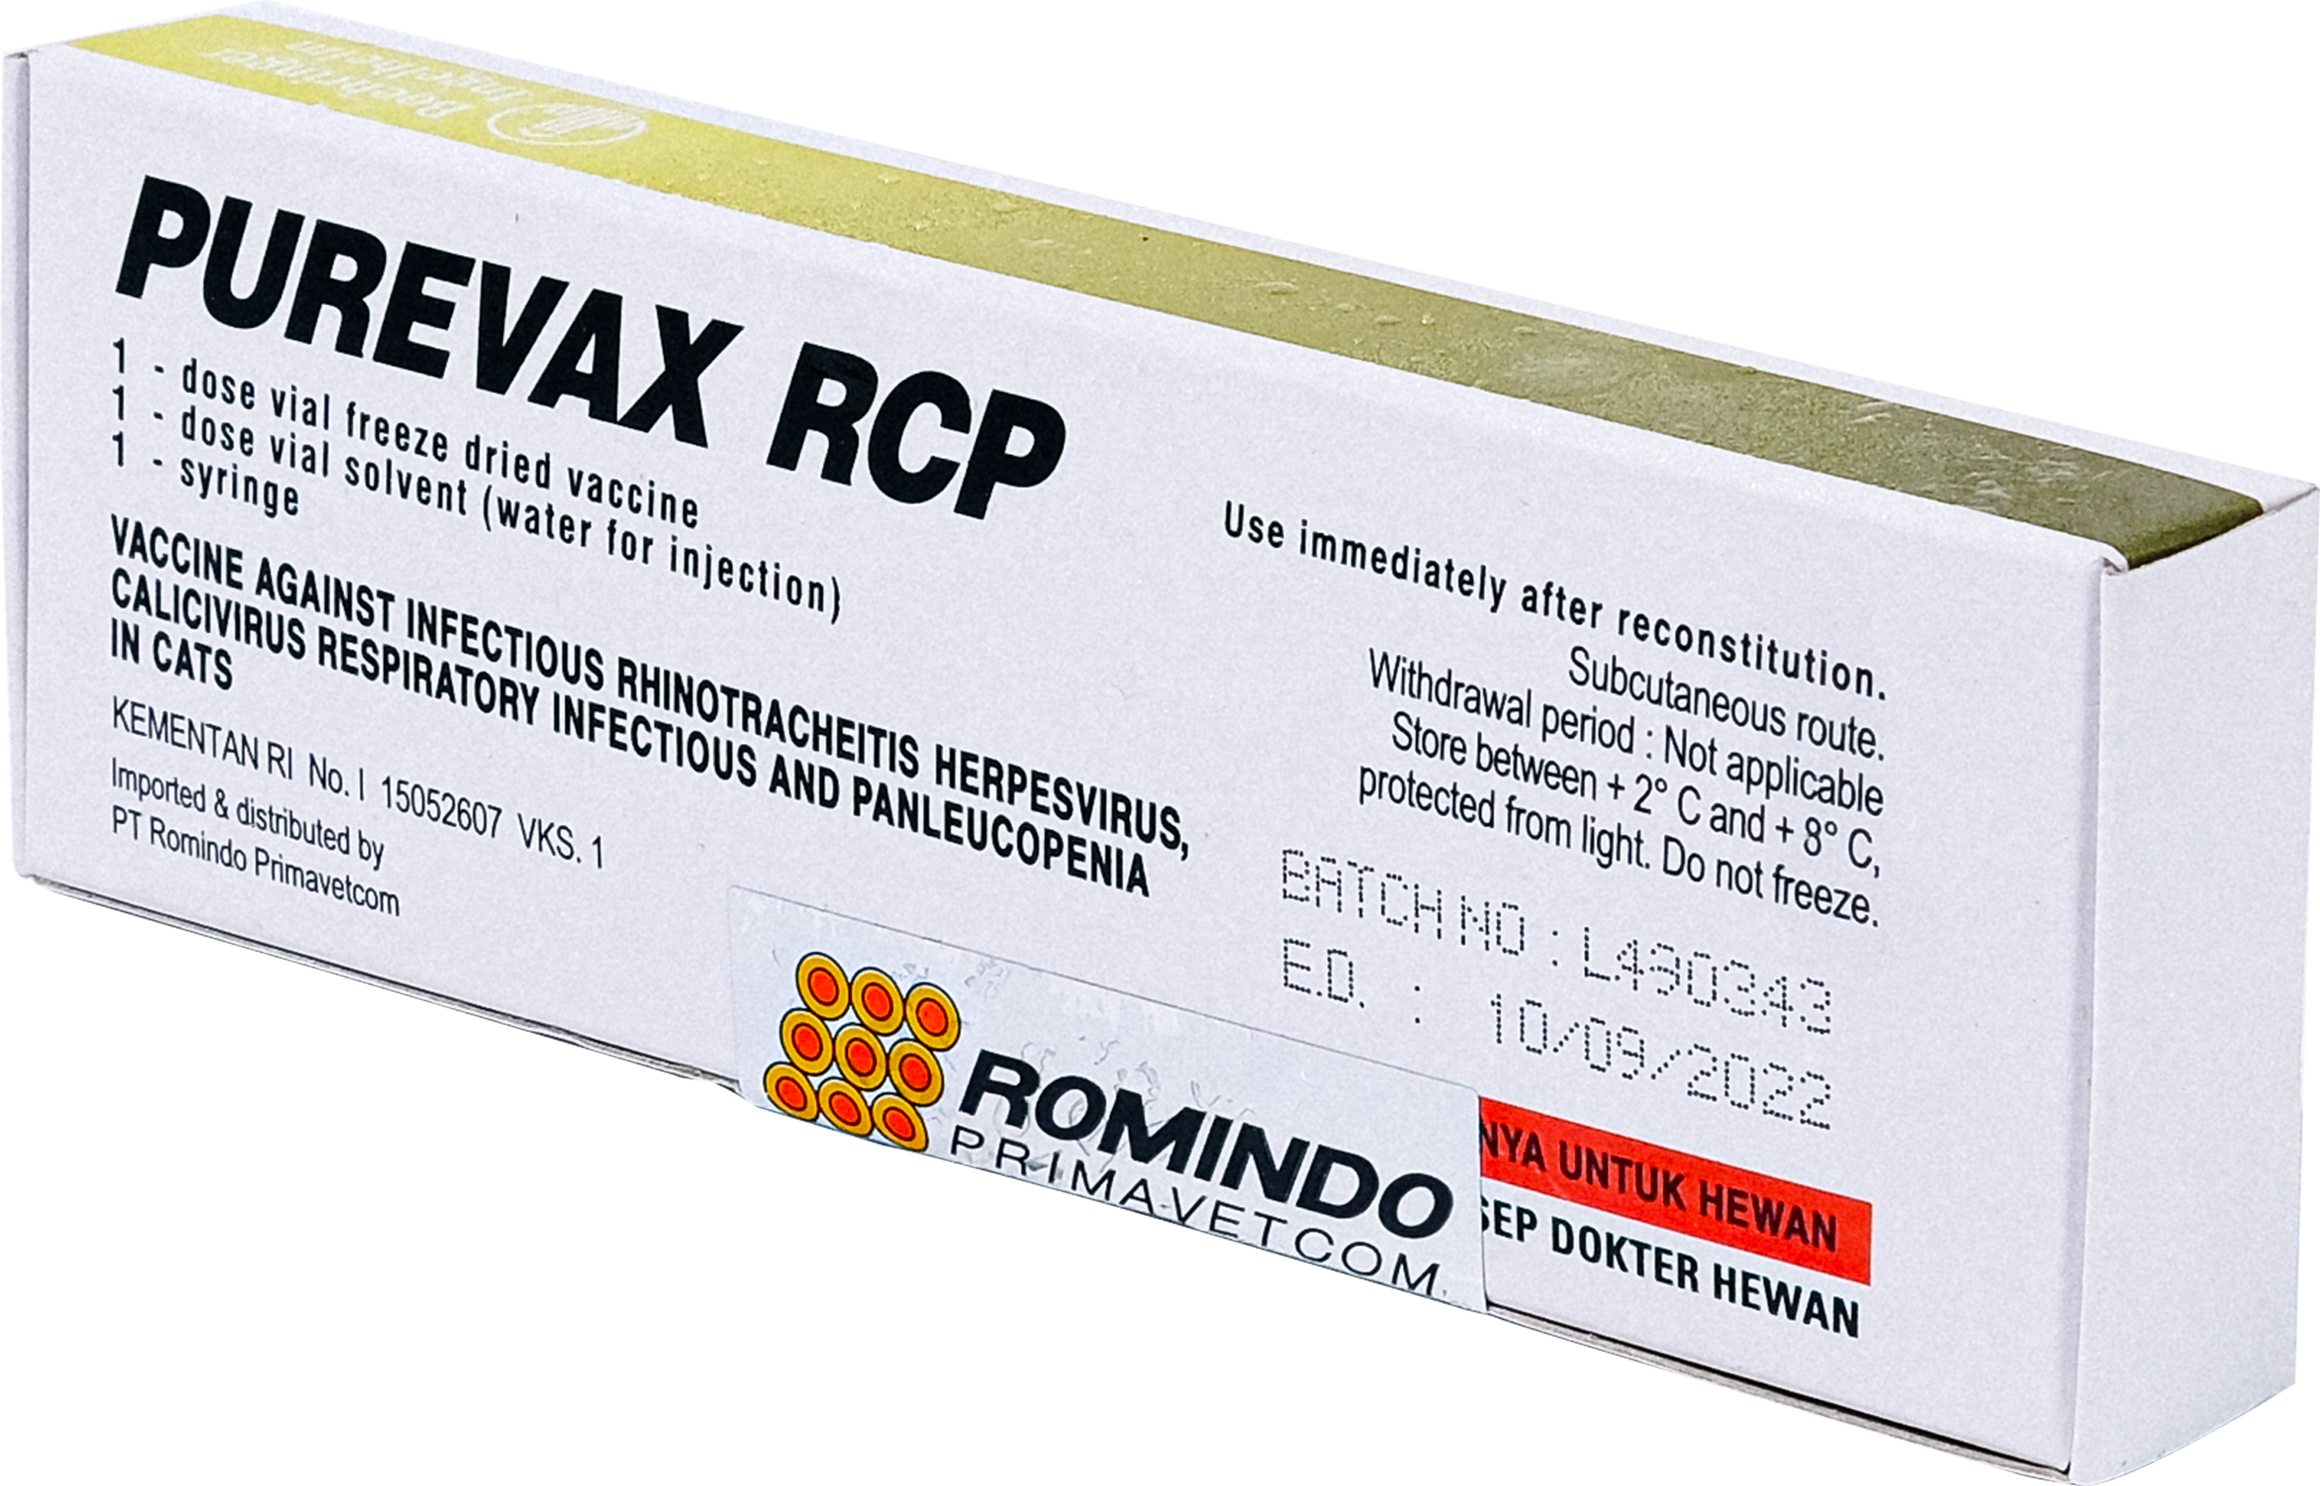 Boehringer
Ingelheim
PUREVAX RCP
1 - dose vial freeze dried vaccine
1 - dose vial solvent (water for injection)
1 - syringe
VACCINE AGAINST INFECTIOUS RHINOTRACHEITIS HERPESVIRUS,
CALICIVIRUS RESPIRATORY INFECTIOUS AND PANLEUCOPENIA
IN CATS
KEMENTAN RI No. I 15052607 VKS. 1
Imported & distributed by
PT Romindo Primavetcom
Use immediately after reconstitution.
Subcutaneous route.
Withdrawal period : Not applicable
Store between + 2° C and + 8° C,
protected from light. Do not freeze.
BATCH NO : L490343
E.D. : 10/09/2022
ROMINDO
PRIMAVETCOM.
NYA UNTUK HEWAN
SEP DOKTER HEWAN